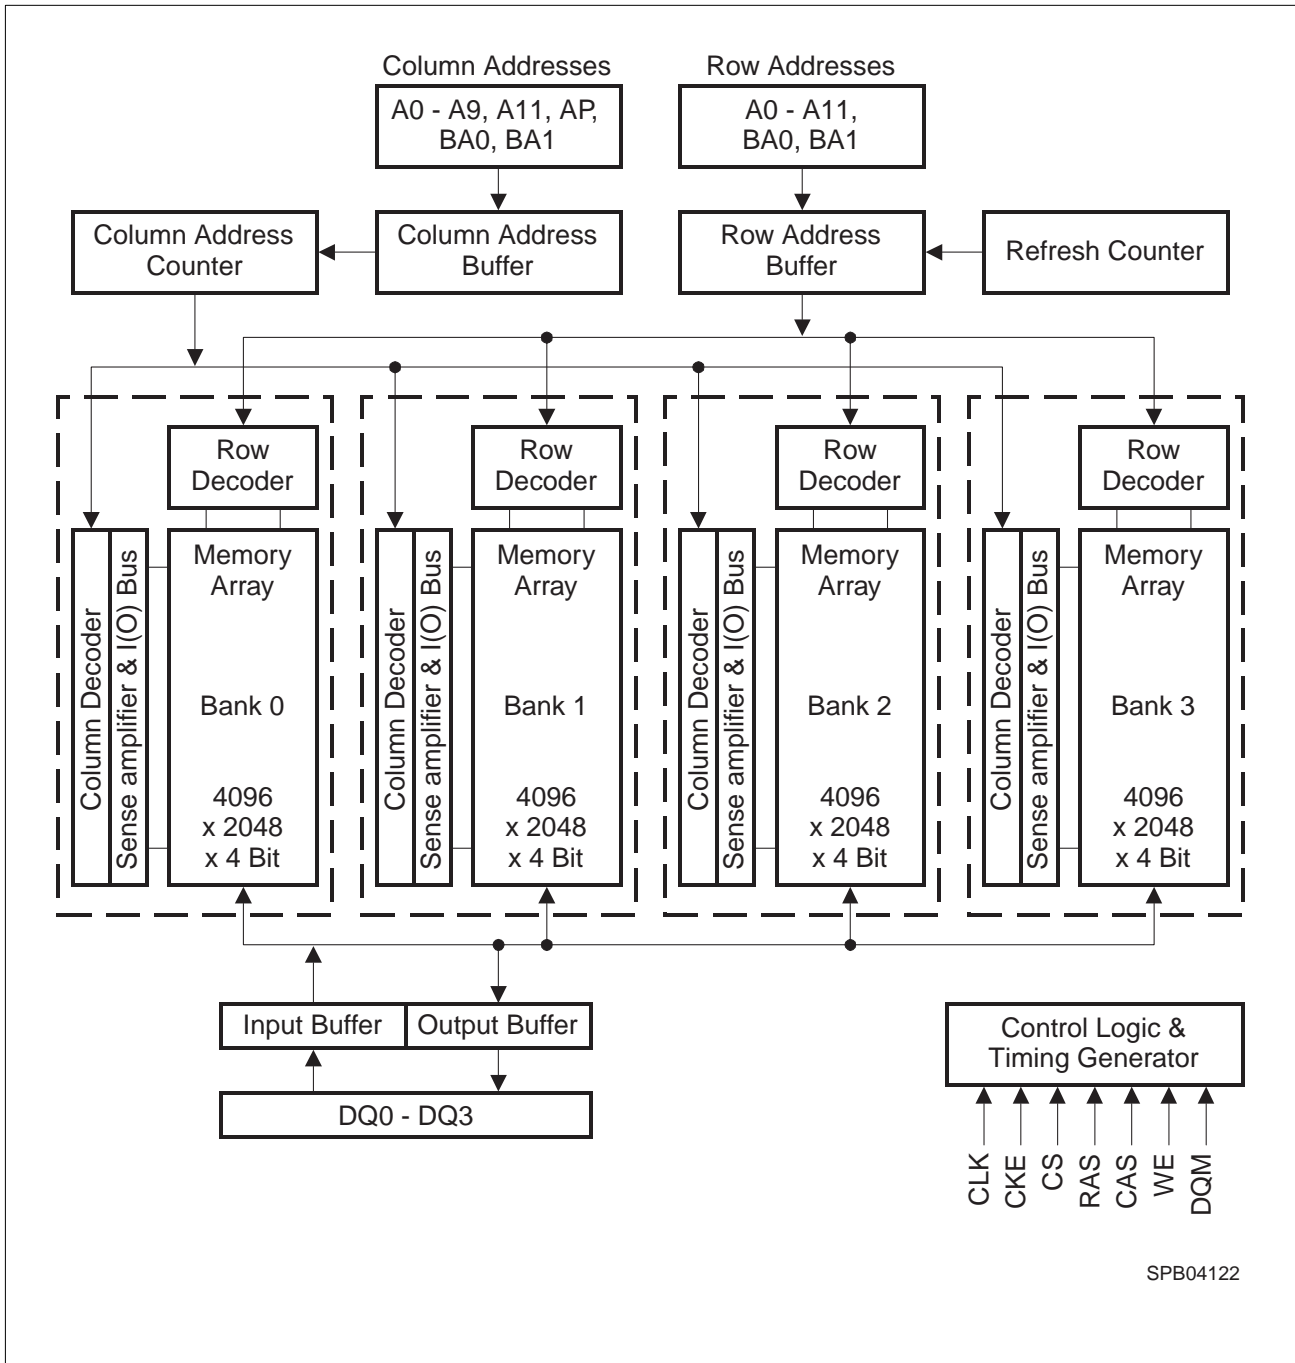 Column Addresses
Row Addresses
A0 - A9, A11, AP,
BA0, BA1
A0 - A11,
BA0, BA1
Column Address
Counter
Column Address
Buffer
Row Address
Buffer
Refresh Counter
Row
Decoder
Row
Decoder
Row
Decoder
Row
Decoder
Column Decoder
Sense amplifier & I(O) Bus
Memory
Array
Bank 0
4096
x 2048
x 4 Bit
Column Decoder
Sense amplifier & I(O) Bus
Memory
Array
Bank 1
4096
x 2048
x 4 Bit
Column Decoder
Sense amplifier & I(O) Bus
Memory
Array
Bank 2
4096
x 2048
x 4 Bit
Column Decoder
Sense amplifier & I(O) Bus
Memory
Array
Bank 3
4096
x 2048
x 4 Bit
Input Buffer
Output Buffer
DQ0 - DQ3
Control Logic &
Timing Generator
CLK
CKE
CS
RAS
CAS
WE
DQM
SPB04122